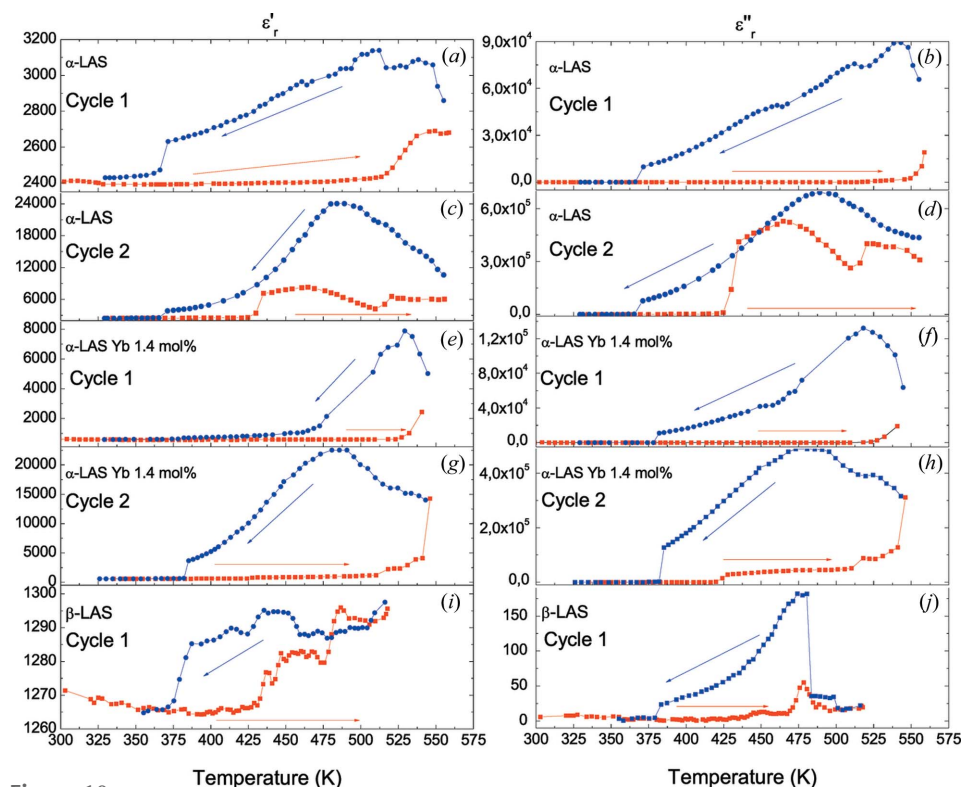 ε'r ε"r
3200 (a) 9,0x10⁴ (b)
α-LAS α-LAS
3000
Cycle 1 6,0x10⁴ Cycle 1
2800
2600 3,0x10⁴
2400 0,0
24000 α-LAS (c) α-LAS (d)
6,0x10⁵
18000 Cycle 2 Cycle 2
12000 3,0x10⁵
6000
0,0
8000 α-LAS Yb 1.4 mol% (e) α-LAS Yb 1.4 mol% (f)
1,2x10⁵
6000 Cycle 1 Cycle 1
8,0x10⁴
4000
4,0x10⁴
2000
0,0
20000 α-LAS Yb 1.4 mol% (g) 4,0x10⁵ α-LAS Yb 1.4 mol% (h)
15000 Cycle 2 Cycle 2
10000 2,0x10⁵
5000
0 0,0
1300 β-LAS (i) β-LAS (j)
1290 Cycle 1 150 Cycle 1
1280 100
1270 50
1260 0
300 325 350 375 400 425 450 475 500 525 550 575 300 325 350 375 400 425 450 475 500 525 550 575
Temperature (K) Temperature (K)